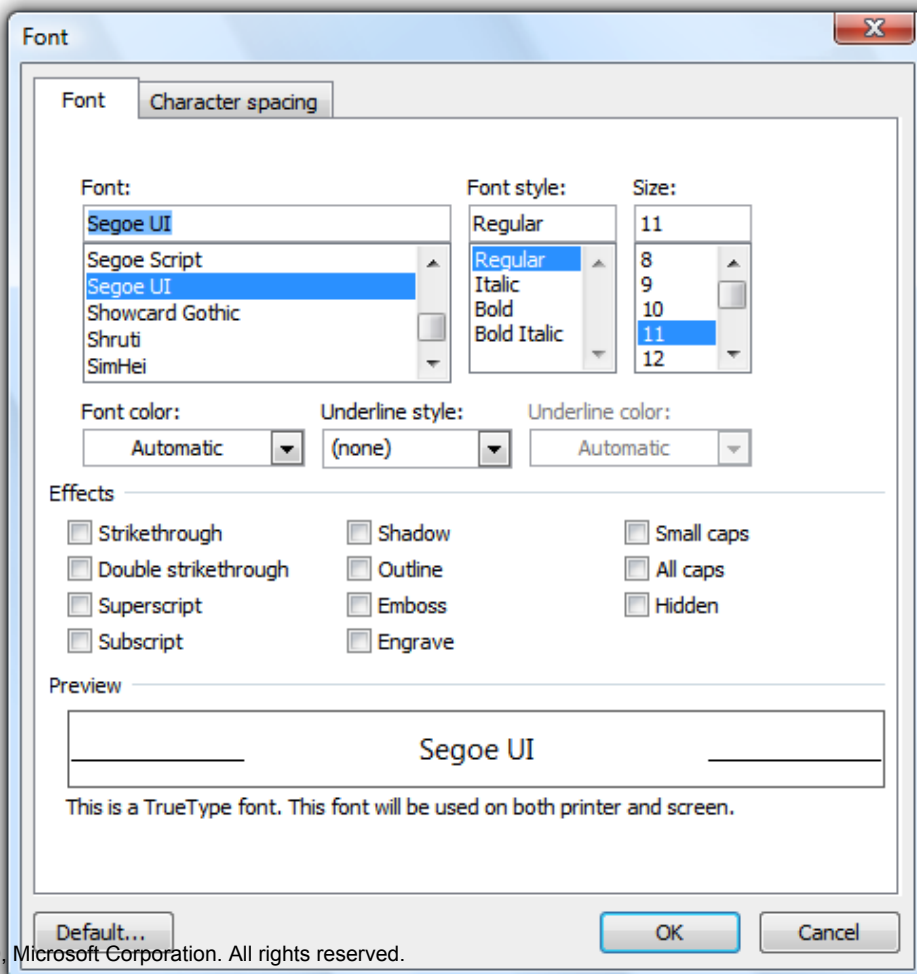 Font
Font Character spacing
Font: Font style: Size:
Segoe UI Regular 11
Segoe Script Regular 8
Segoe UI Italic 9
Showcard Gothic Bold 10
Shruti Bold Italic 11
SimHei 12
Font color: Underline style: Underline color:
Automatic (none) Automatic
Effects
Strikethrough Shadow Small caps
Double strikethrough Outline All caps
Superscript Emboss Hidden
Subscript Engrave
Preview
Segoe UI
This is a TrueType font. This font will be used on both printer and screen.
Default... OK Cancel
, Microsoft Corporation. All rights reserved.